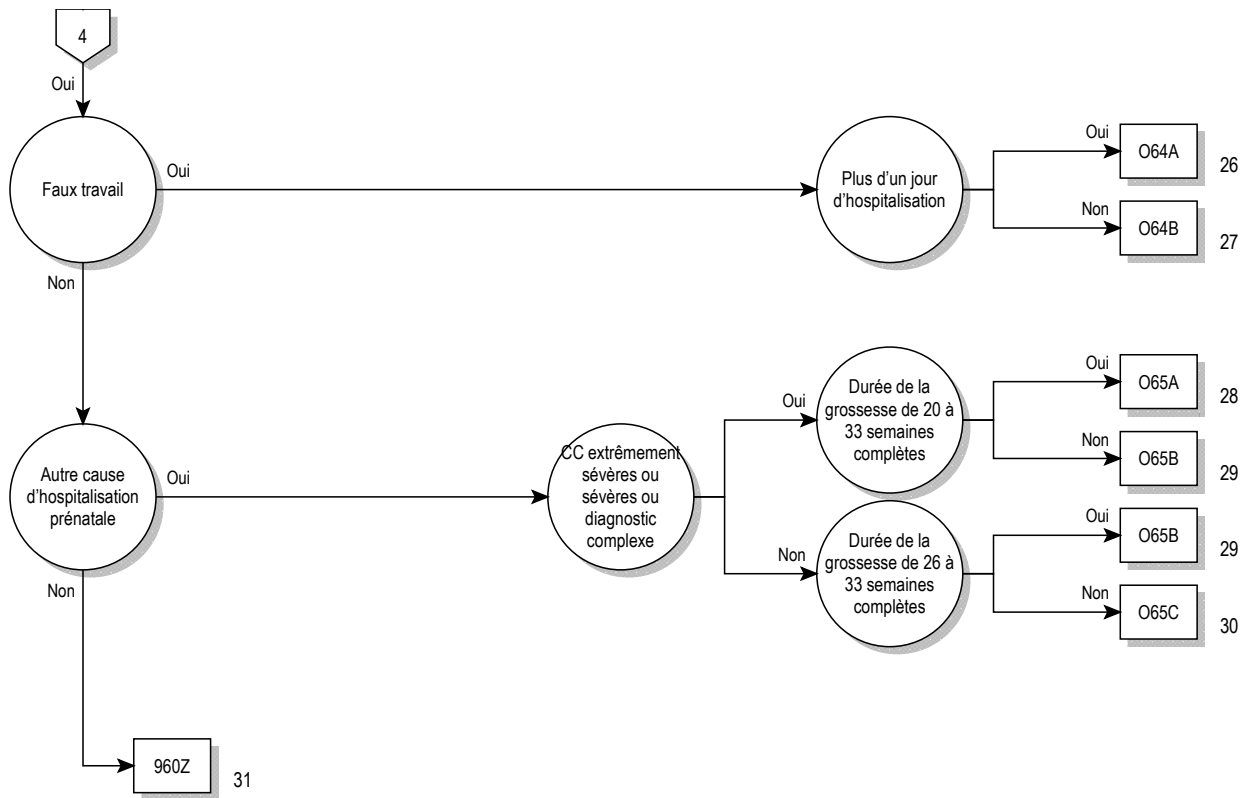 4
Oui
Faux travail
Oui
Plus d'un jour
d'hospitalisation
Oui
O64A
26
Non
O64B
27
Non
Autre cause
d'hospitalisation
prénatale
Oui
CC extrêmement
sévères ou
sévères ou
diagnostic
complexe
Oui
Durée de la
grossesse de 20 à
33 semaines
complètes
Oui
O65A
28
Non
O65B
29
Non
Durée de la
grossesse de 26 à
33 semaines
complètes
Oui
O65B
29
Non
O65C
30
Non
960Z
31